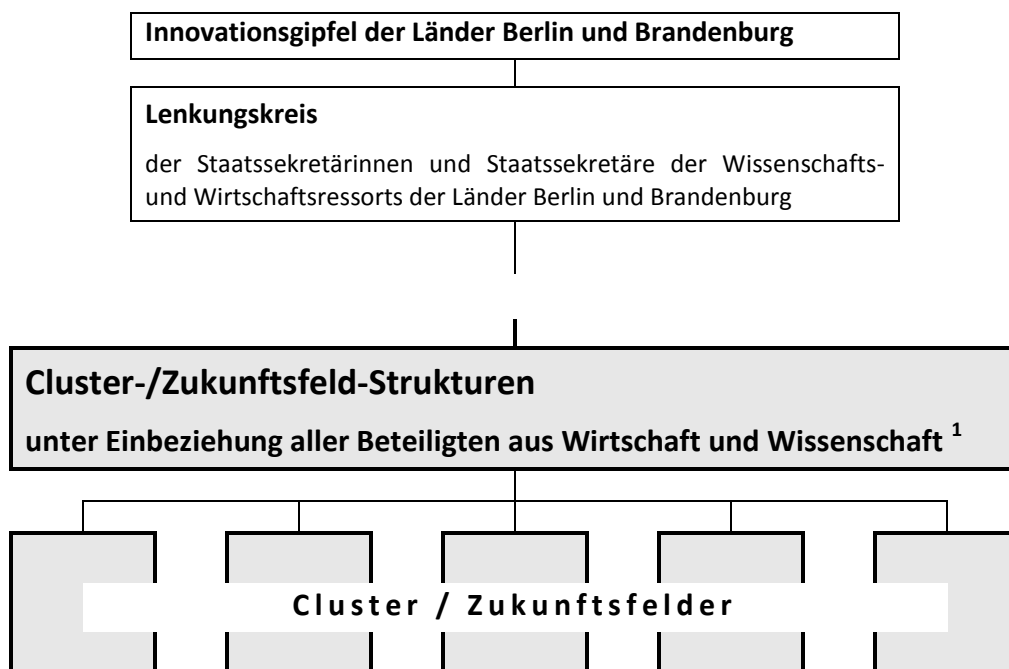 Innovationsgipfel der Länder Berlin und Brandenburg
Lenkungskreis
der Staatssekretärinnen und Staatssekretäre der Wissenschafts-
und Wirtschaftsressorts der Länder Berlin und Brandenburg
Cluster-/Zukunftsfeld-Strukturen
unter Einbeziehung aller Beteiligten aus Wirtschaft und Wissenschaft ¹
Cluster / Zukunftsfelder